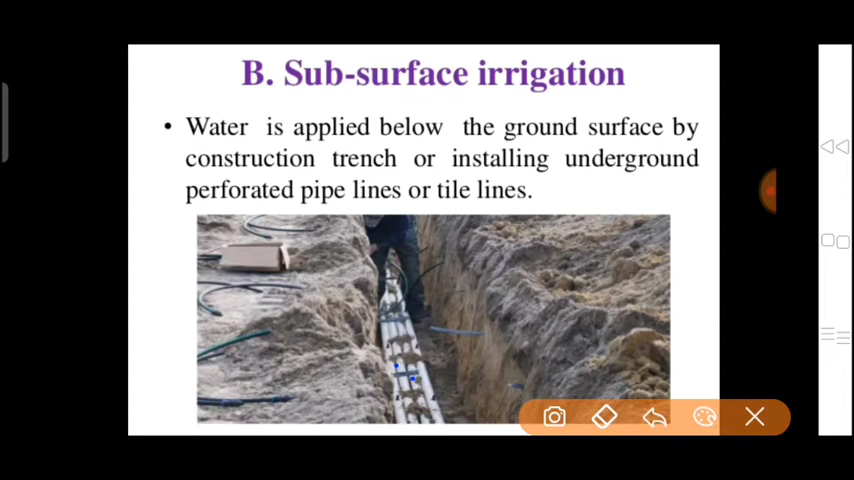 B. Sub-surface irrigation
• Water is applied below the ground surface by
construction trench or installing underground
perforated pipe lines or tile lines.